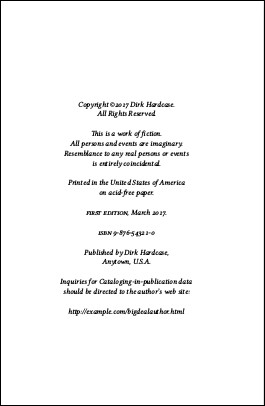 Copyright ©2017 Dirk Hardcase.
All Rights Reserved.
This is a work of fiction.
All persons and events are imaginary.
Resemblance to any real persons or events
is entirely coincidental.
Printed in the United States of America
on acid-free paper.
FIRST EDITION, March 2017.
ISBN 9-876-54321-0
Published by Dirk Hardcase,
Anytown, U.S.A.
Inquiries for Cataloging-in-publication data
should be directed to the author's web site:
http://example.com/bigdealauthor.html